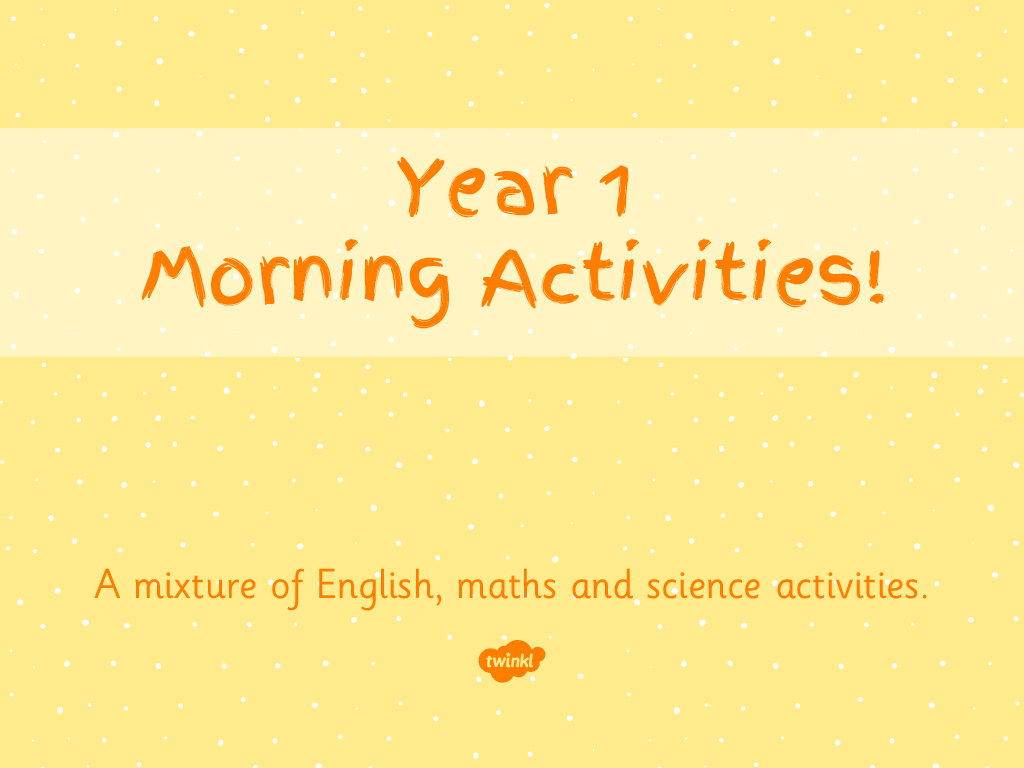 Year 1
Morning Activities!
A mixture of English, maths and science activities.
twinkl